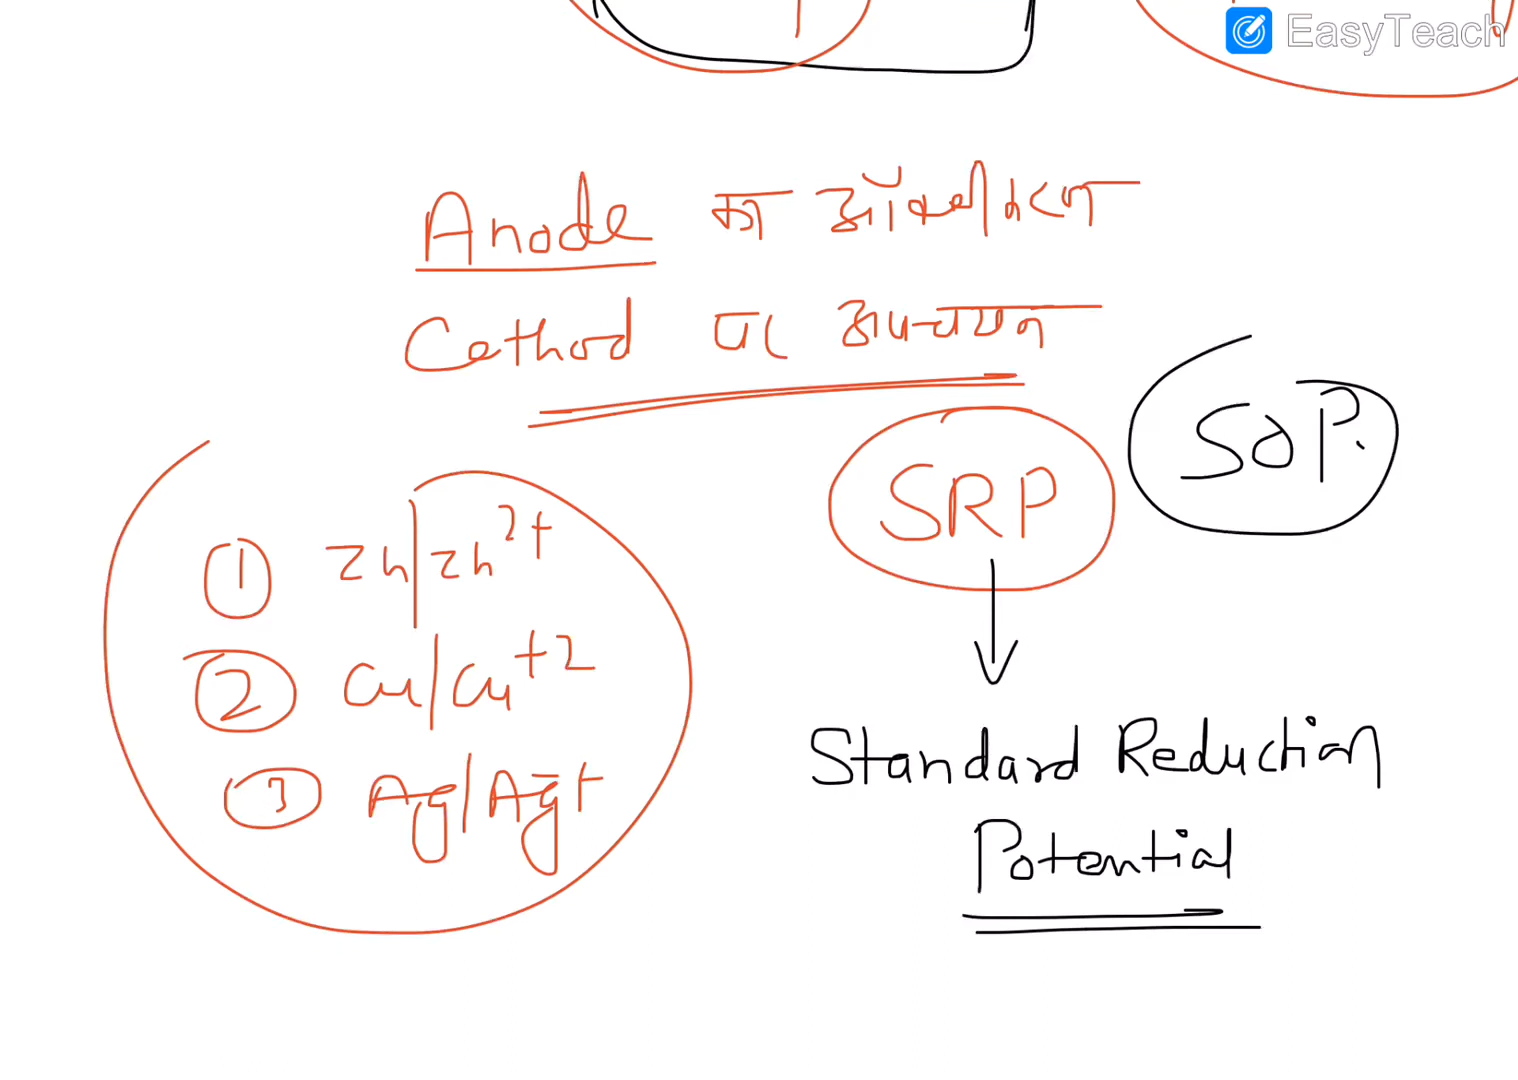 EasyTeach
Anode का ऑक्सीकरण
Cathod पर अपचयन
SOP.
SRP
① Zn|Zn2+
② Cu|Cu+2
③ Ag|Ag+
Standard Reduction
Potential